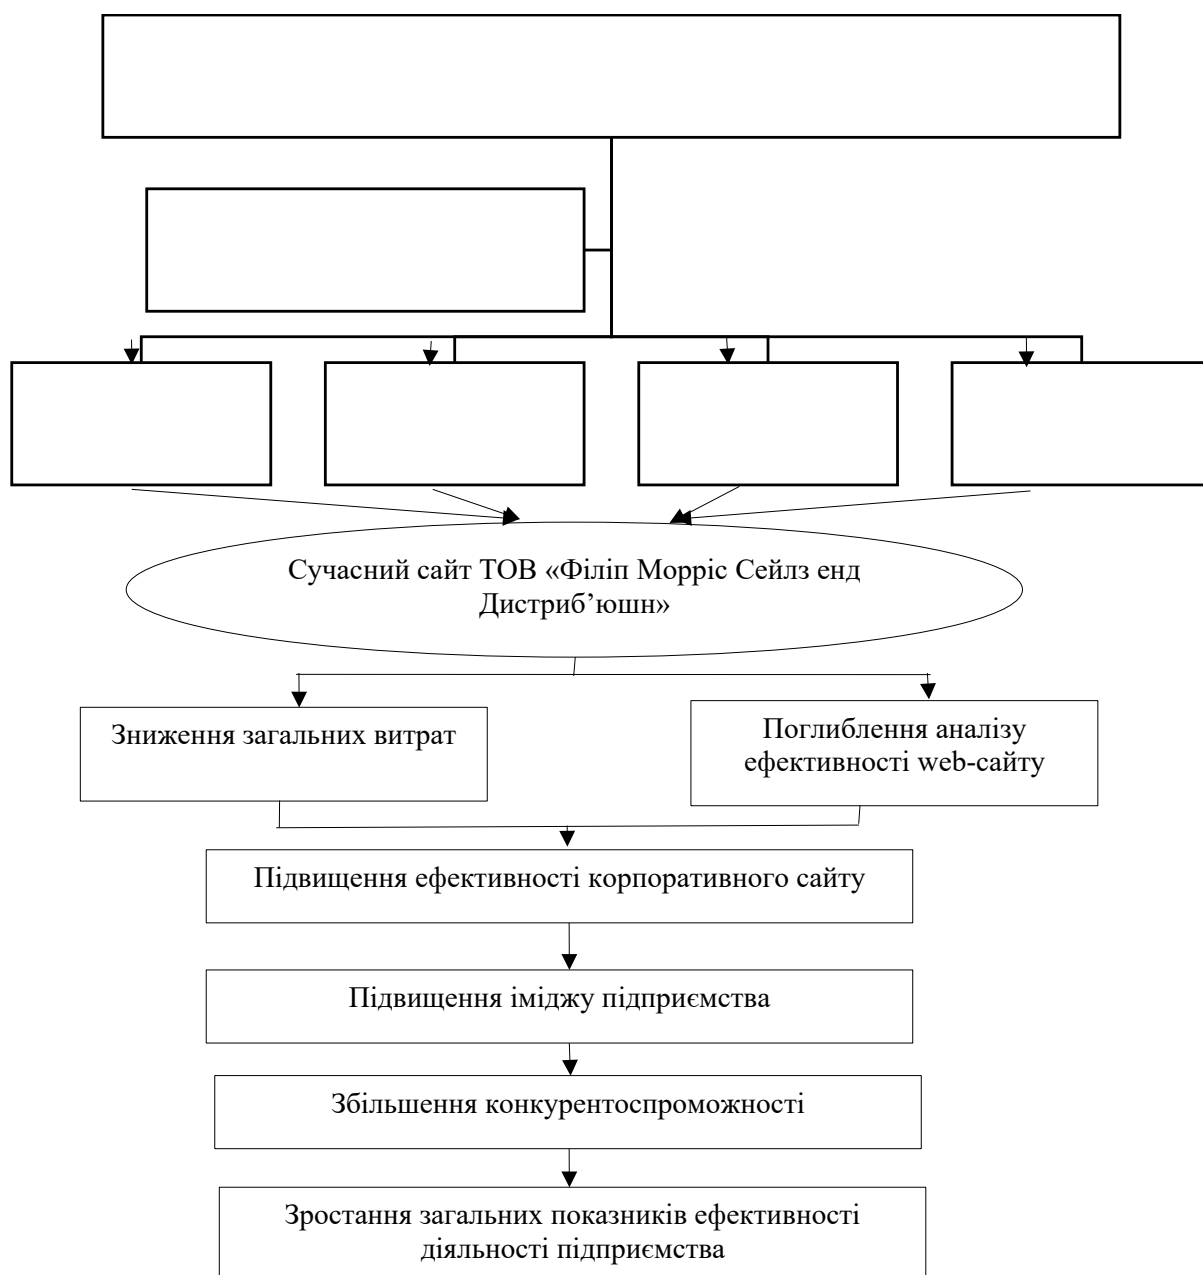 Сучасний сайт ТОВ «Філіп Морріс Сейлз енд
Дистриб’юшн»
Зниження загальних витрат
Поглиблення аналізу
ефективності web-сайту
Підвищення ефективності корпоративного сайту
Підвищення іміджу підприємства
Збільшення конкурентоспроможності
Зростання загальних показників ефективності
діяльності підприємства